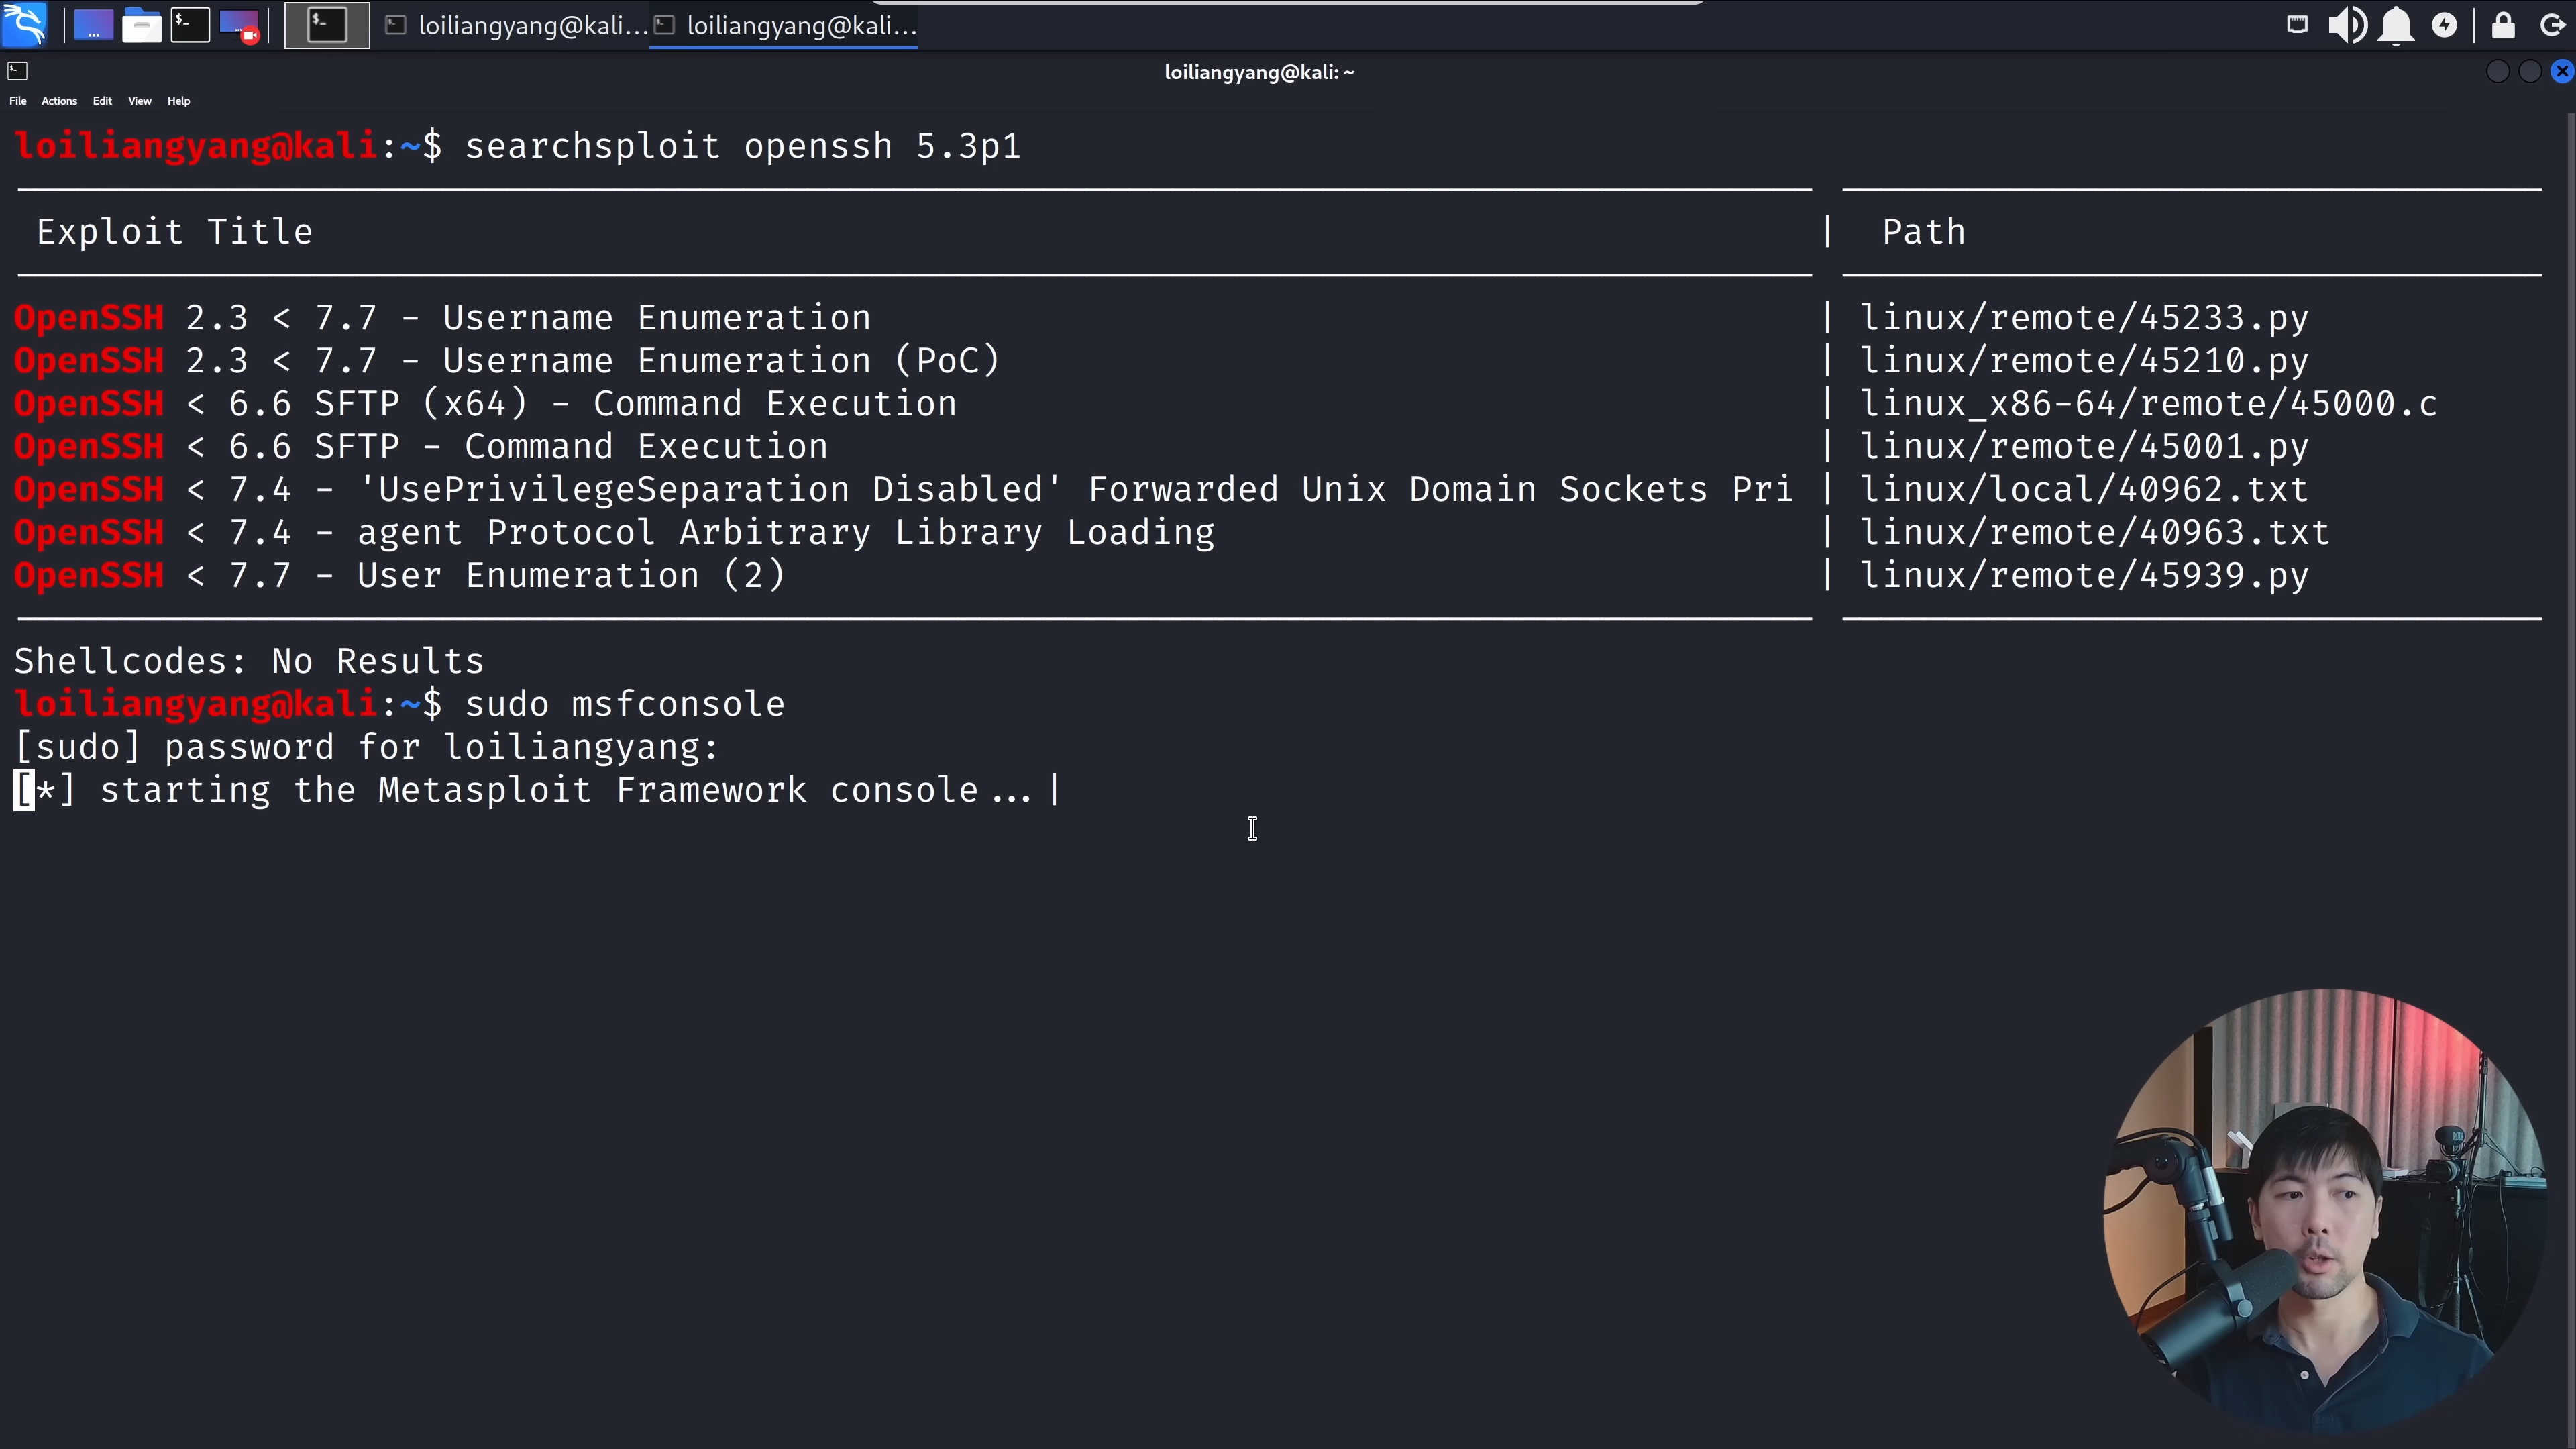 loiliangyang@kali...
loiliangyang@kali...
loiliangyang@kali: ~
File Actions Edit View Help
loiliangyang@kali:~$ searchsploit openssh 5.3p1
Exploit Title | Path
OpenSSH 2.3 < 7.7 - Username Enumeration | linux/remote/45233.py
OpenSSH 2.3 < 7.7 - Username Enumeration (PoC) | linux/remote/45210.py
OpenSSH < 6.6 SFTP (x64) - Command Execution | linux_x86-64/remote/45000.c
OpenSSH < 6.6 SFTP - Command Execution | linux/remote/45001.py
OpenSSH < 7.4 - 'UsePrivilegeSeparation Disabled' Forwarded Unix Domain Sockets Pri | linux/local/40962.txt
OpenSSH < 7.4 - agent Protocol Arbitrary Library Loading | linux/remote/40963.txt
OpenSSH < 7.7 - User Enumeration (2) | linux/remote/45939.py
Shellcodes: No Results
loiliangyang@kali:~$ sudo msfconsole
[sudo] password for loiliangyang:
[*] starting the Metasploit Framework console... |